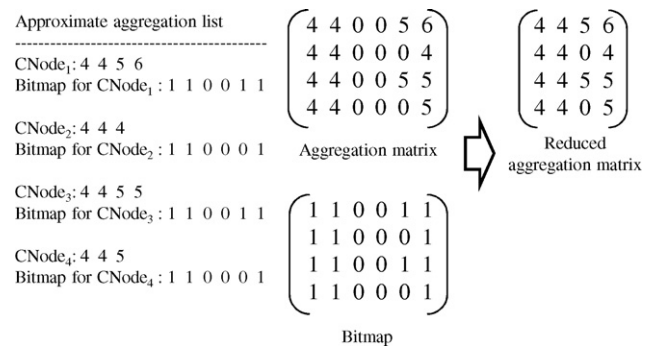 Approximate aggregation list
----------------------------------------
CNode₁: 4 4 5 6
Bitmap for CNode₁ : 1 1 0 0 1 1
CNode₂: 4 4 4
Bitmap for CNode₂ : 1 1 0 0 0 1
CNode₃: 4 4 5 5
Bitmap for CNode₃ : 1 1 0 0 1 1
CNode₄: 4 4 5
Bitmap for CNode₄ : 1 1 0 0 0 1
4 4 0 0 5 6
4 4 0 0 0 4
4 4 0 0 5 5
4 4 0 0 0 5
Aggregation matrix
1 1 0 0 1 1
1 1 0 0 0 1
1 1 0 0 1 1
1 1 0 0 0 1
Bitmap
4 4 5 6
4 4 0 4
4 4 5 5
4 4 0 5
Reduced
aggregation matrix